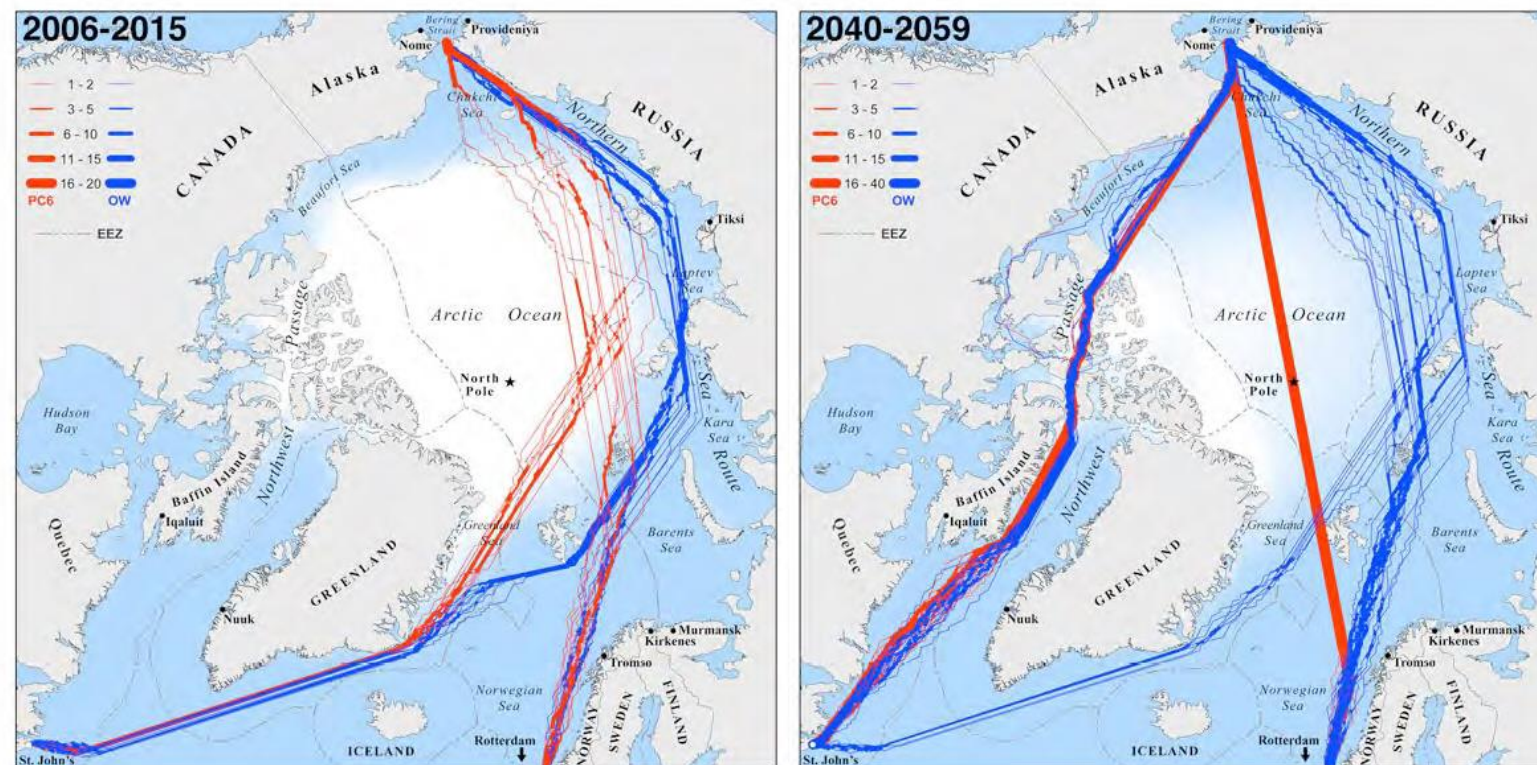 2006-2015
Bering
Strait
Provideniya
Nome
1 - 2
3 - 5
6 - 10
11 - 15
16 - 20
PC6 OW
EEZ
Alaska
Chukchi
Sea
Northern
RUSSIA
CANADA
Beaufort Sea
Tiksi
Laptev
Sea
Passage
Arctic Ocean
North
Pole
Sea
Hudson
Bay
Kara
Sea
Route
Northwest
Baffin Island
Iqaluit
Greenland
Sea
Barents
Sea
Quebec
GREENLAND
Nuuk
Murmansk
Kirkenes
Tromso
Norwegian
Sea
NORWAY
SWEDEN
FINLAND
ICELAND
Rotterdam
St. John's
2040-2059
Bering
Strait
Provideniya
Nome
1 - 2
3 - 5
6 - 10
11 - 15
16 - 40
PC6 OW
EEZ
Alaska
Chukchi
Sea
Northern
RUSSIA
CANADA
Beaufort Sea
Tiksi
Laptev
Sea
Passage
Arctic Ocean
North
Pole
Sea
Hudson
Bay
Kara
Sea
Route
Northwest
Baffin Island
Iqaluit
Greenland
Sea
Barents
Sea
Quebec
GREENLAND
Nuuk
Murmansk
Kirkenes
Tromso
Norwegian
Sea
NORWAY
SWEDEN
FINLAND
ICELAND
Rotterdam
St. John's